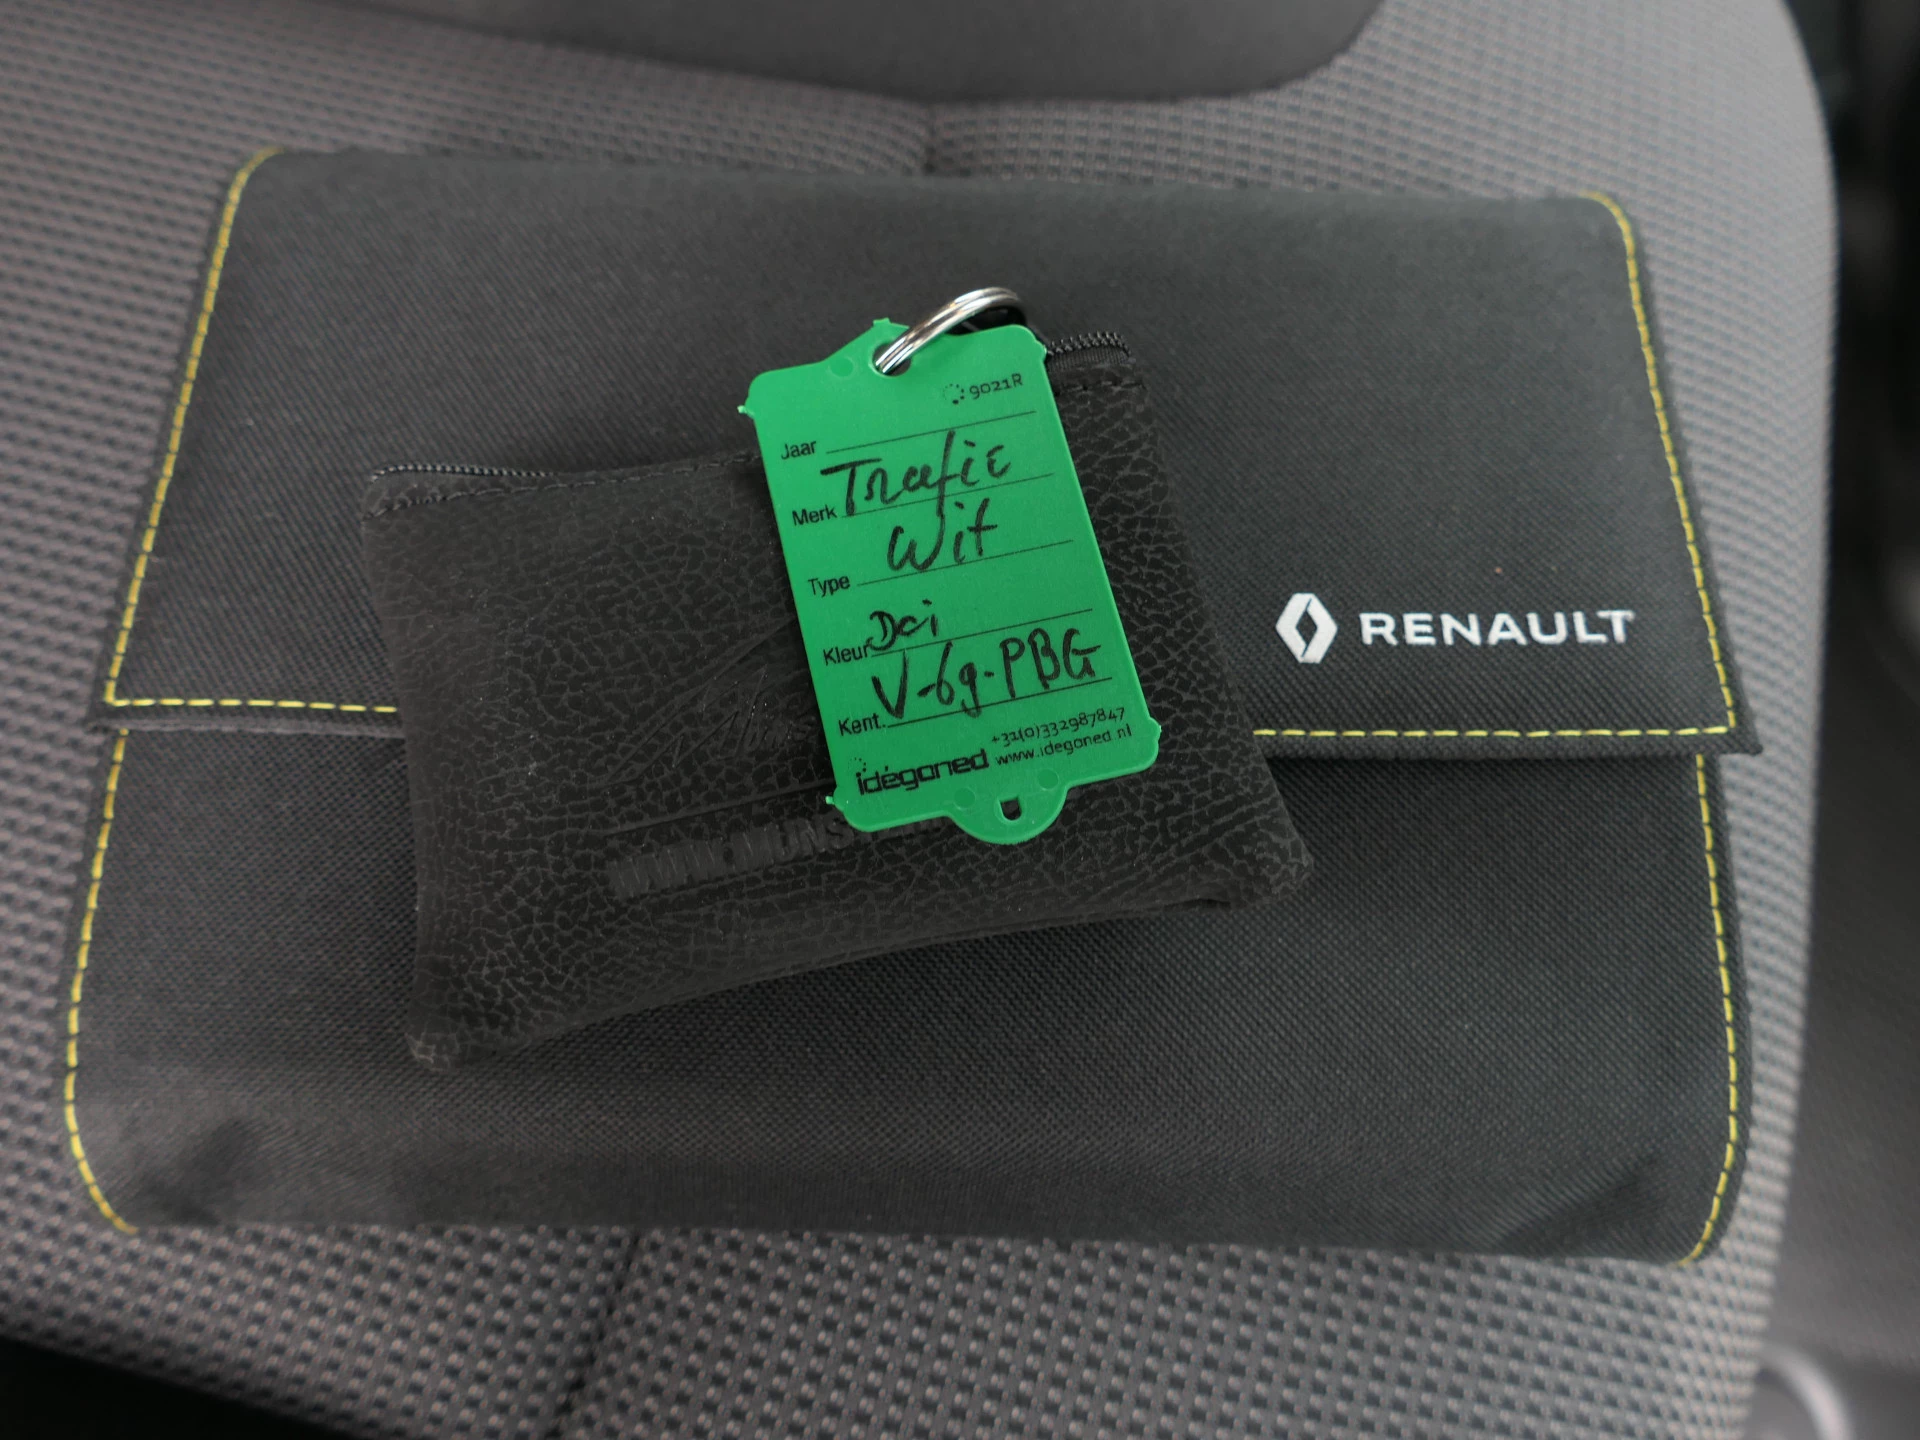 9021R
Jaar
Trafic
Merk
Wit
Type
Dci
Kleur
V-69-PBG
Kent.
idégoned +31(0)332987847
www.idegoned.nl
RENAULT